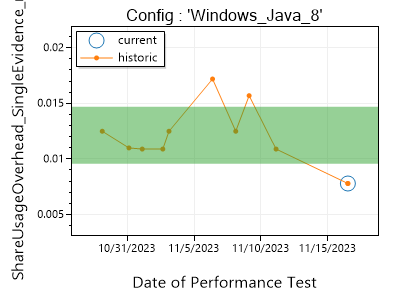 Config : 'Windows_Java_8'
current
historic
0.02
0.015
0.01
0.005
ShareUsageOverhead_SingleEvidence_
10/31/2023
11/5/2023
11/10/2023
11/15/2023
Date of Performance Test